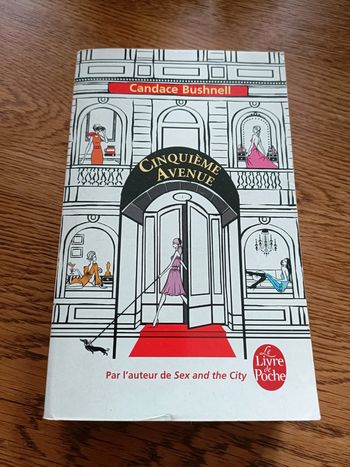 Candace Bushnell
CINQUIÈME
AVENUE
Le
Livre
de
Poche
Par l'auteur de Sex and the City